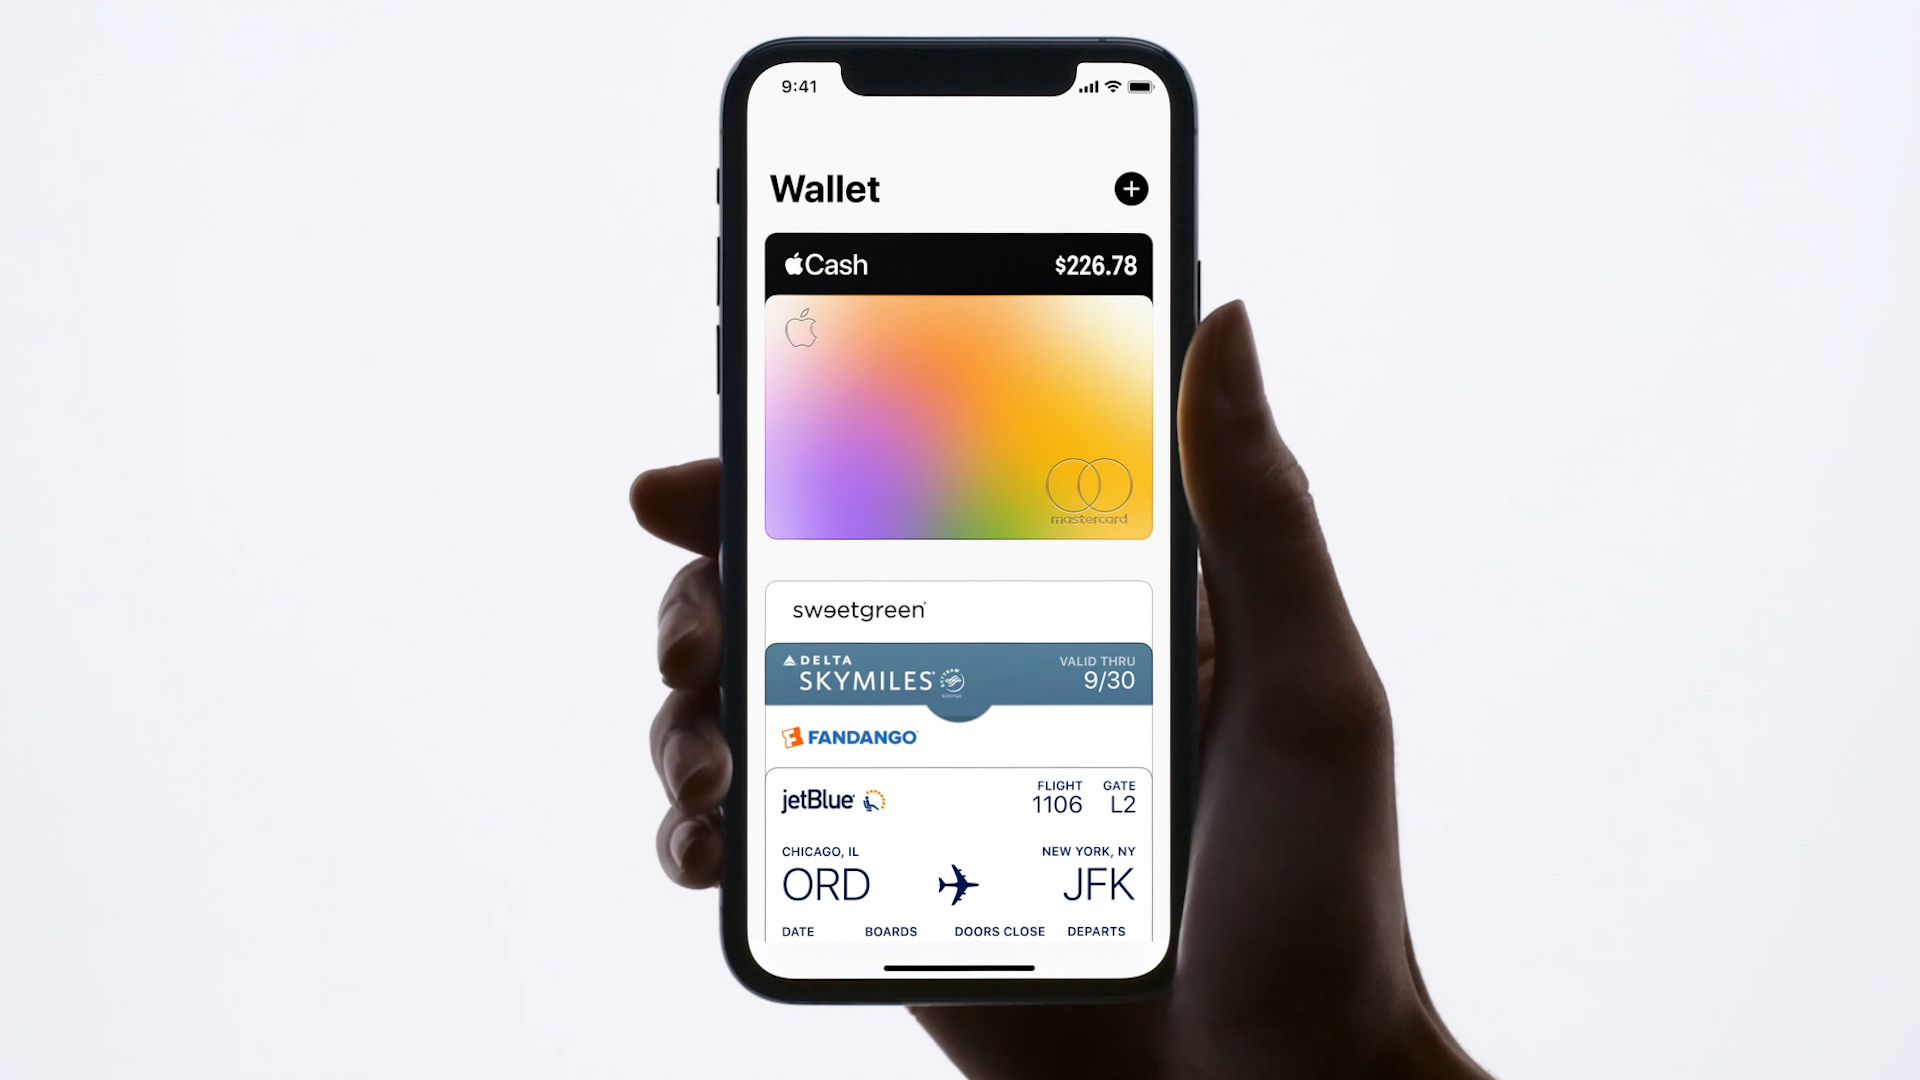 9:41
Wallet
Cash $226.78
mastercard
sweetgreen
DELTA
SKYMILES
VALID THRU
9/30
FANDANGO
jetBlue
FLIGHT GATE
1106 L2
CHICAGO, IL NEW YORK, NY
ORD JFK
DATE BOARDS DOORS CLOSE DEPARTS